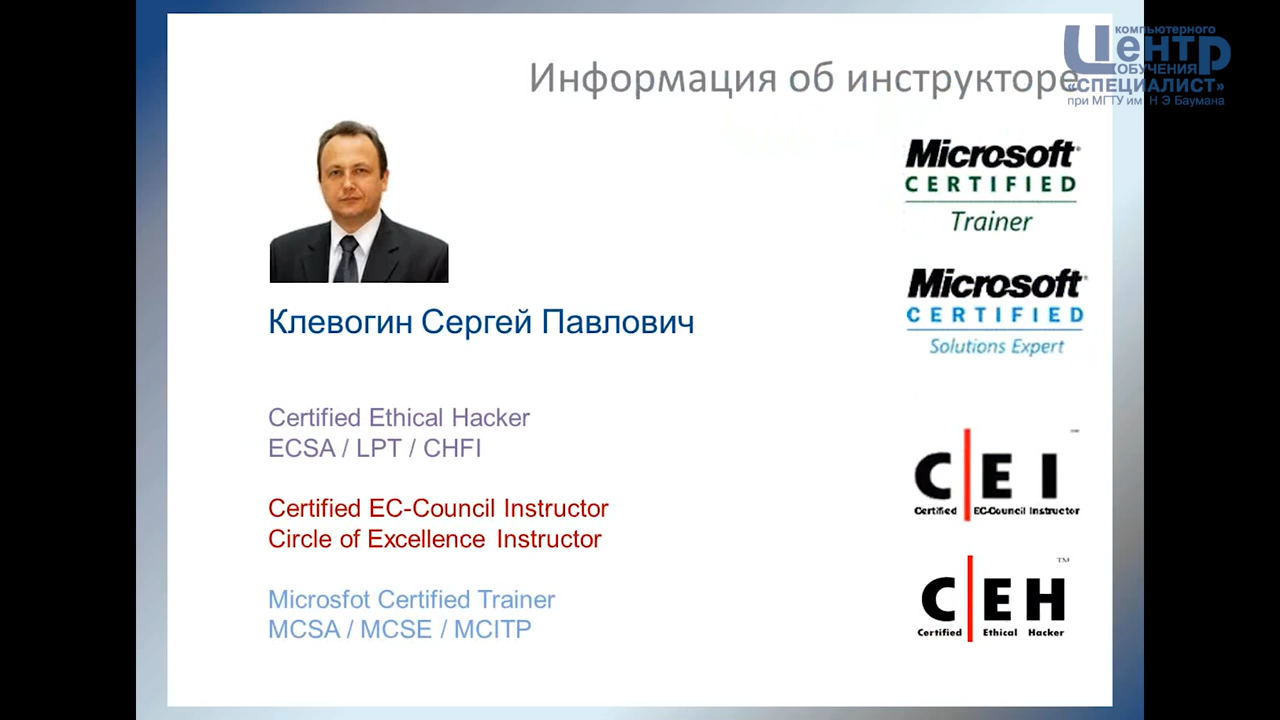 Информация об инструкторе
компьютерного
Центр
ОБУЧЕНИЯ
«СПЕЦИАЛИСТ»
при МГТУ им Н Э Баумана
Microsoft
CERTIFIED
Trainer
Microsoft
CERTIFIED
Solutions Expert
Клевогин Сергей Павлович
Certified Ethical Hacker
ECSA / LPT / CHFI
CEI
Certified EC-Council Instructor
Certified EC-Council Instructor
Circle of Excellence Instructor
TM
CEH
Certified Ethical Hacker
Microsfot Certified Trainer
MCSA / MCSE / MCITP